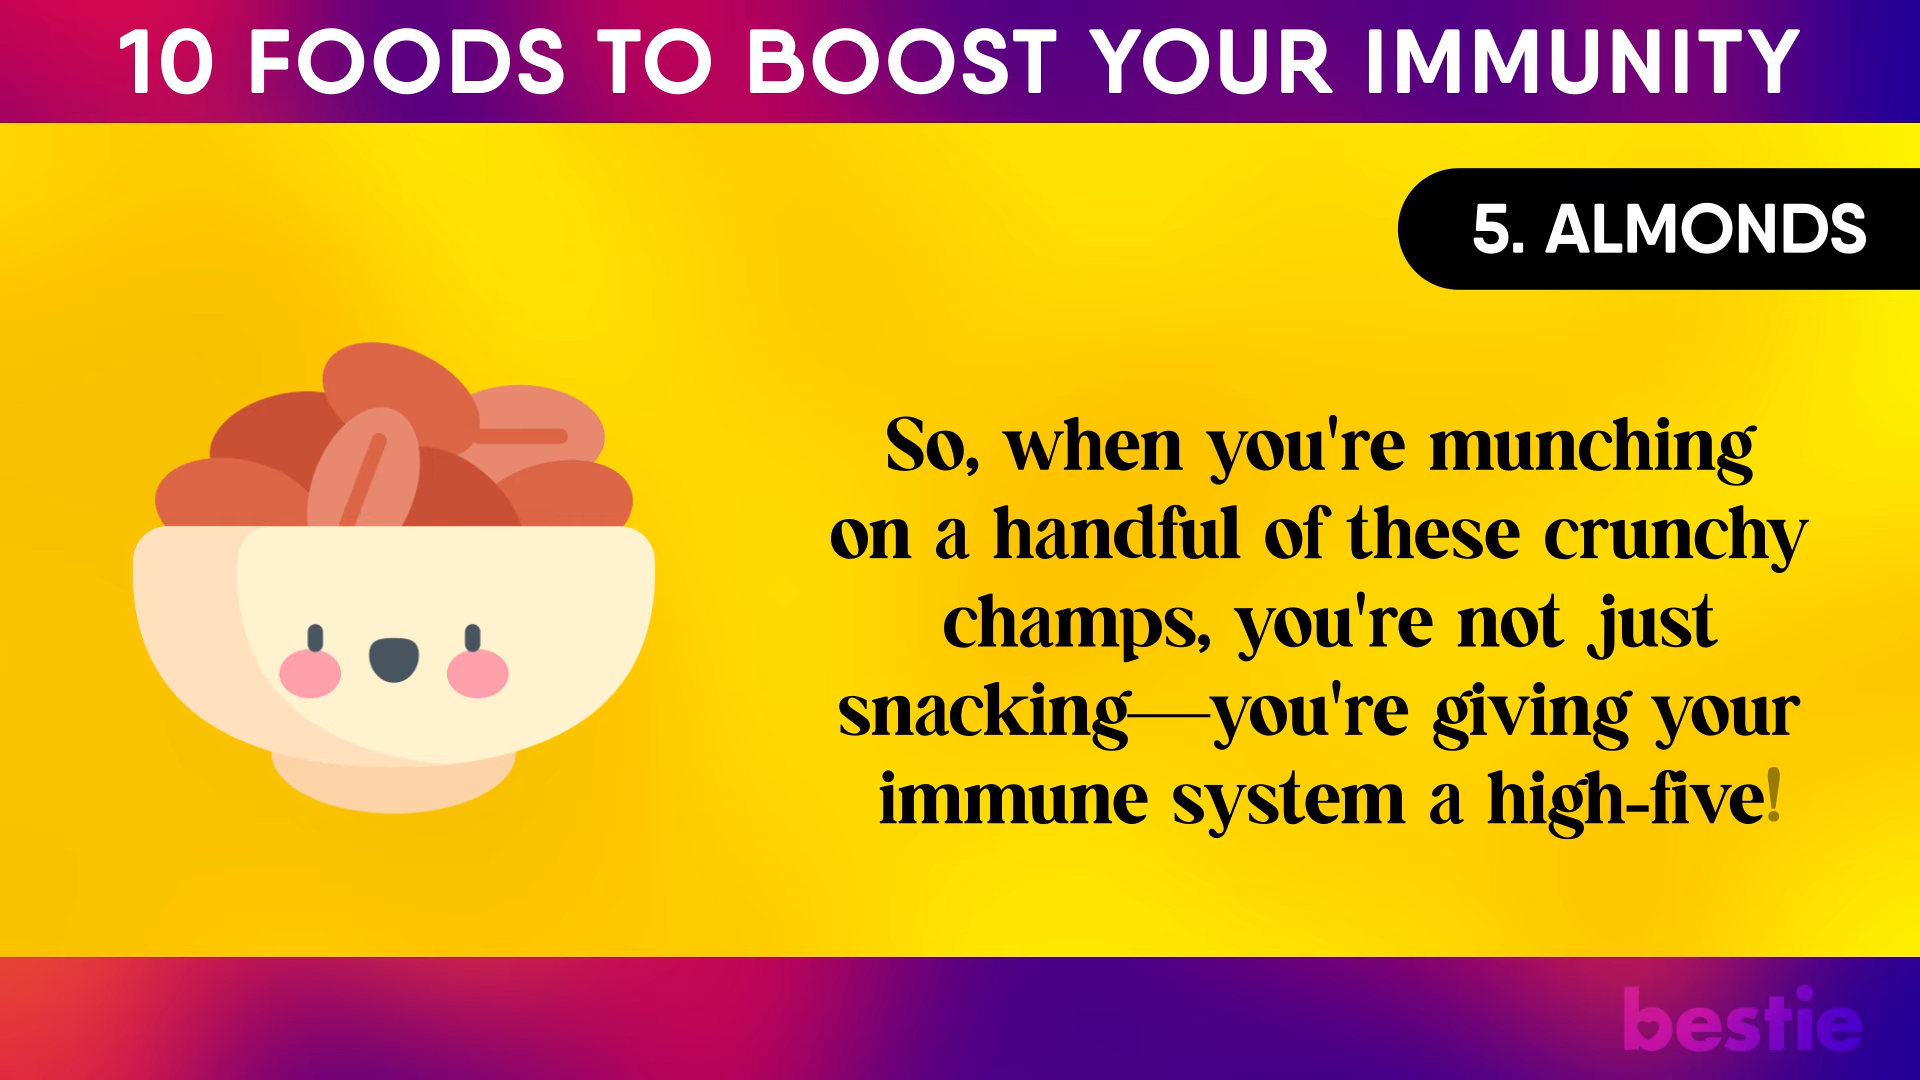 10 FOODS TO BOOST YOUR IMMUNITY
5. ALMONDS
So, when you're munching
on a handful of these crunchy
champs, you're not just
snacking—you're giving your
immune system a high-five!
bestie